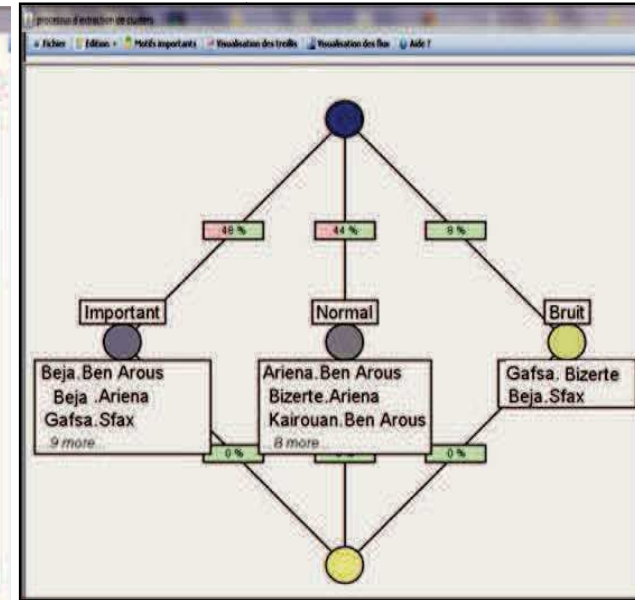 processus d'extraction de clusters
Fichier Edition Motifs importants Visualisation des treillis Visualisation des flux Aide ?
48 % 44 % 8 %
Important Normal Bruit
Beja.Ben Arous
Beja .Ariena
Gafsa.Sfax
9 more...
Ariena.Ben Arous
Bizerte.Ariena
Kairouan.Ben Arous
8 more...
Gafsa. Bizerte
Beja.Sfax
0 % 0 %